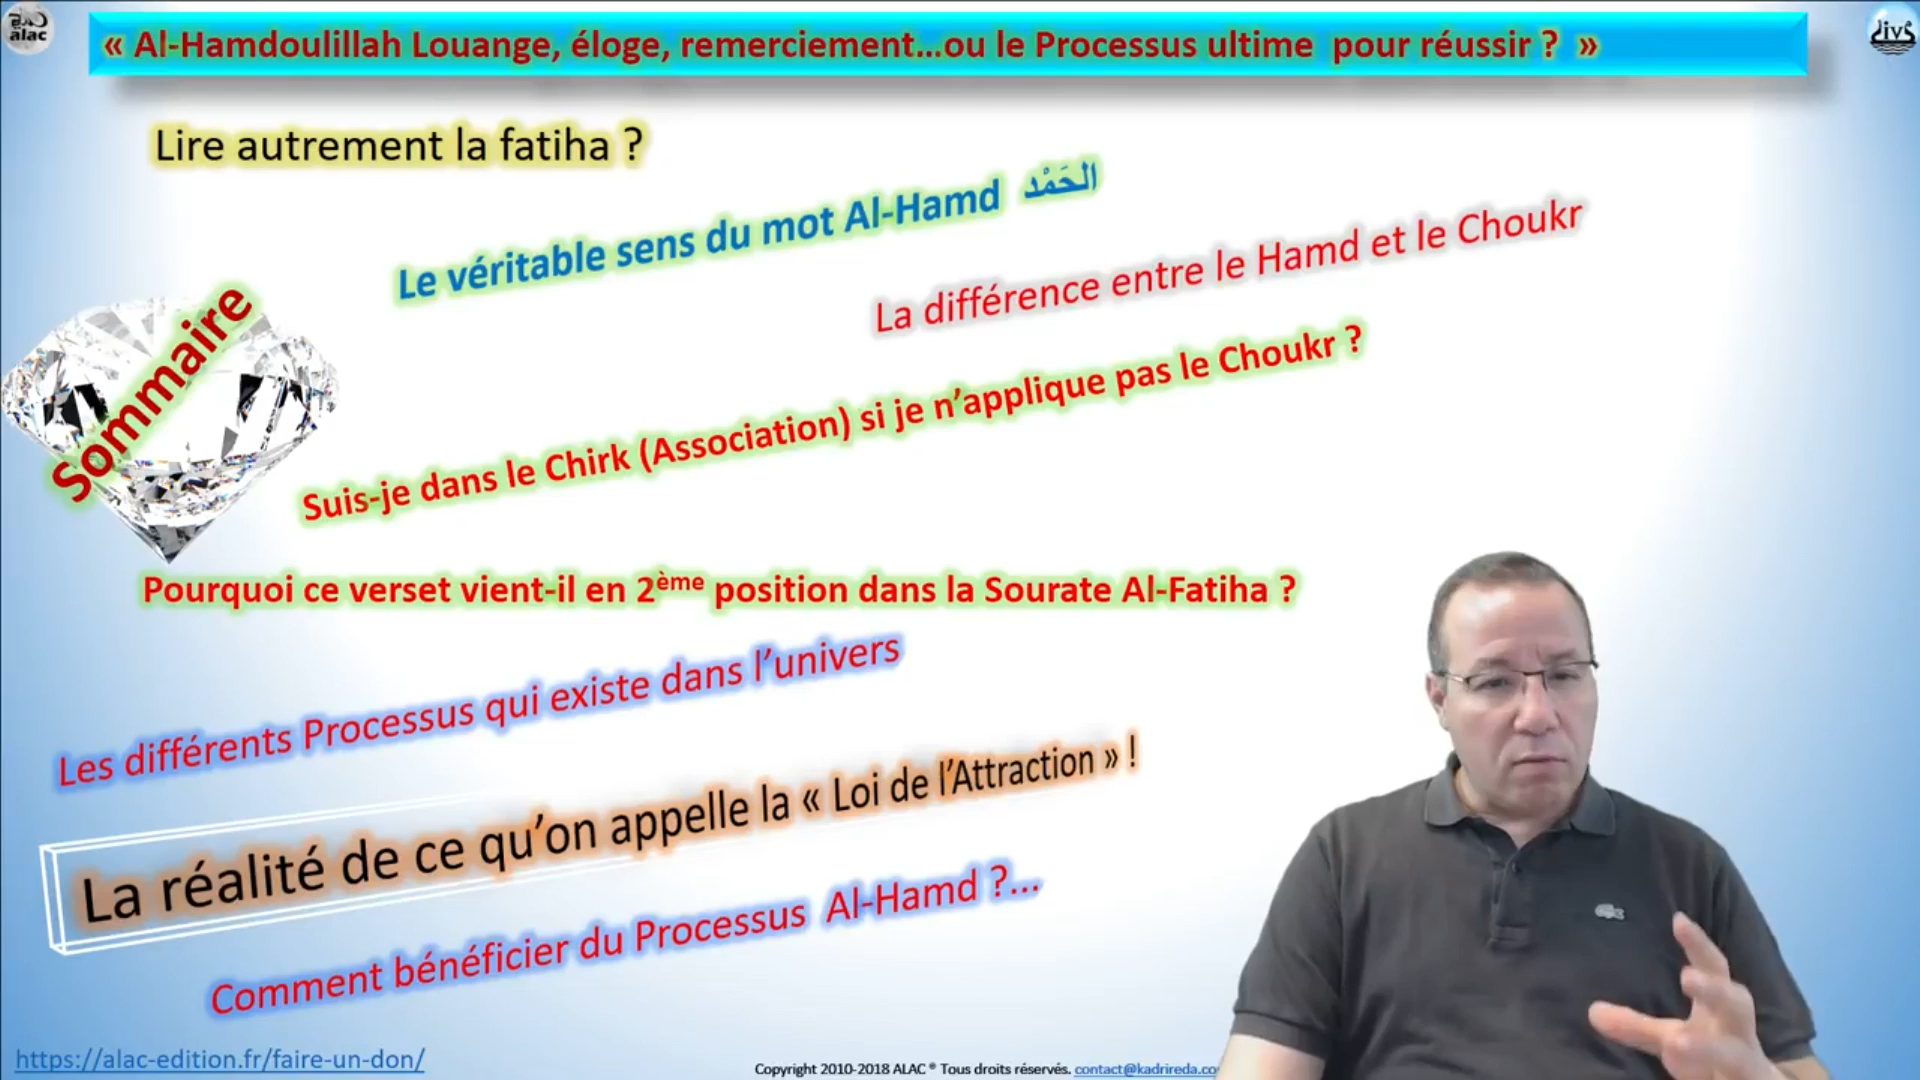 alac
« Al-Hamdoulillah Louange, éloge, remerciement...ou le Processus ultime pour réussir ? »
Lire autrement la fatiha ?
Le véritable sens du mot Al-Hamd الحَمْد
La différence entre le Hamd et le Choukr
Sommaire
Suis-je dans le Chirk (Association) si je n’applique pas le Choukr ?
Pourquoi ce verset vient-il en 2ème position dans la Sourate Al-Fatiha ?
Les différents Processus qui existe dans l’univers
La réalité de ce qu’on appelle la « Loi de l’Attraction » !
Comment bénéficier du Processus Al-Hamd ?...
https://alac-edition.fr/faire-un-don/
Copyright 2010-2018 ALAC ® Tous droits réservés. contact@kadrireda.co